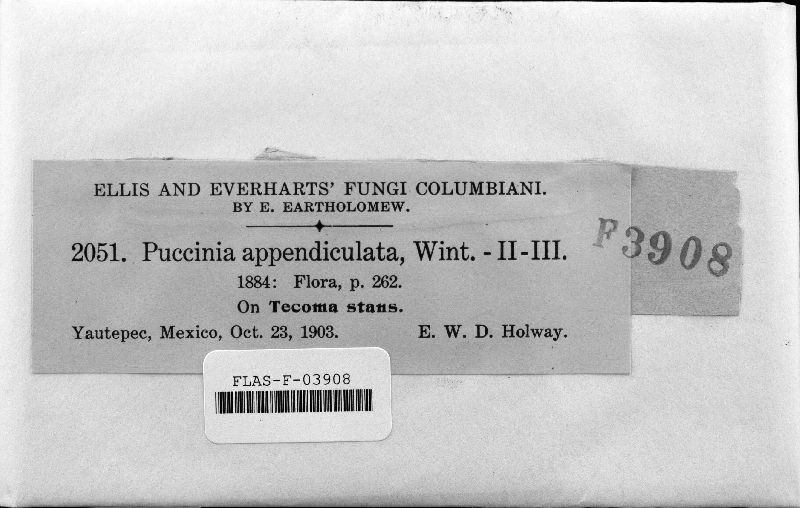 ELLIS AND EVERHARTS' FUNGI COLUMBIANI.
BY E. EARTHOLOMEW.
2051. Puccinia appendiculata, Wint. - II-III.
1884: Flora, p. 262.
On Tecoma stans.
Yautepec, Mexico, Oct. 23, 1903. E. W. D. Holway.
F3908
FLAS-F-03908